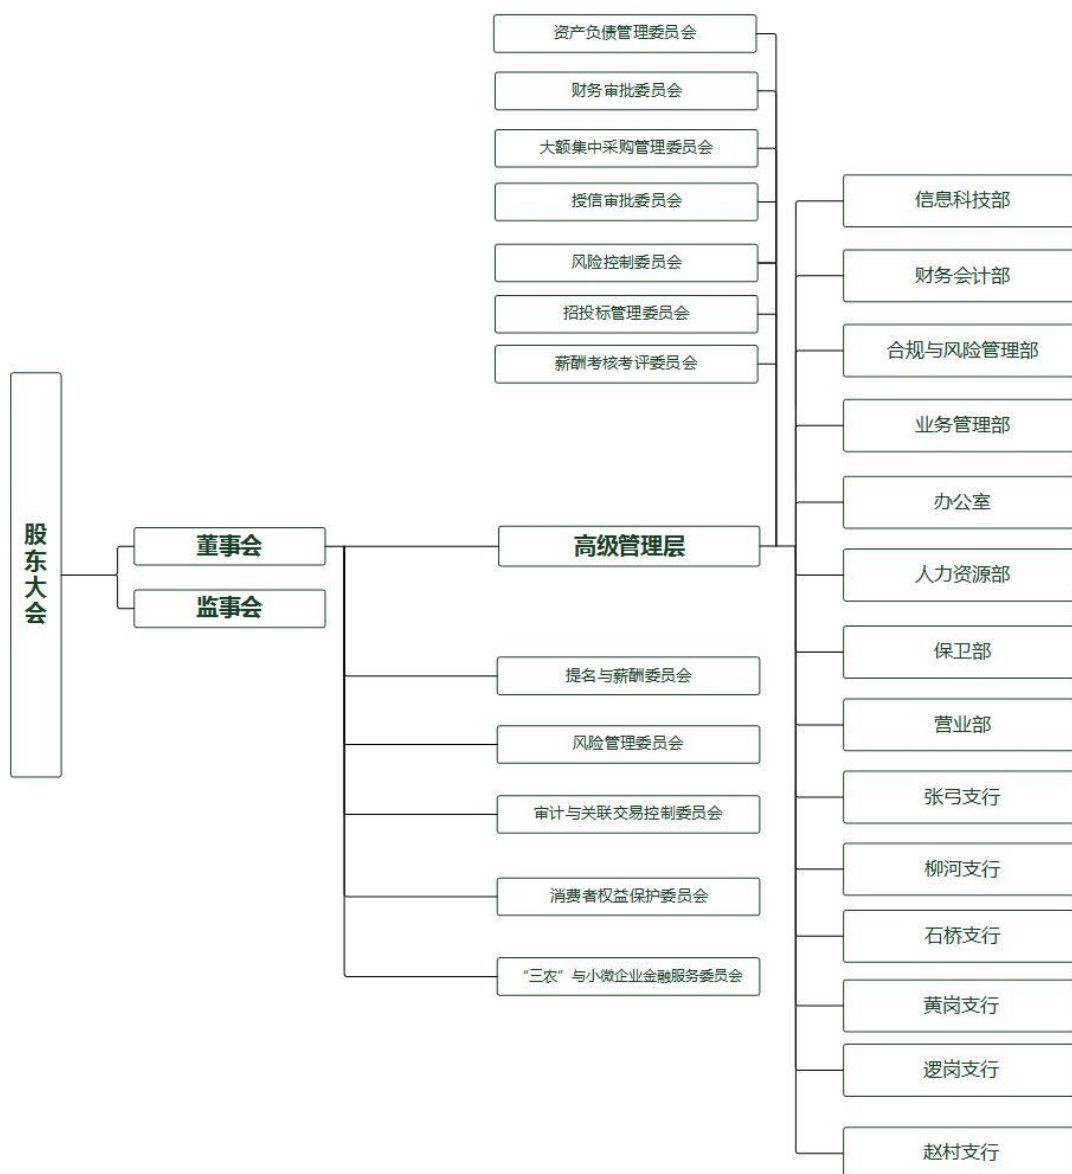 资产负债管理委员会
财务审批委员会
大额集中采购管理委员会
授信审批委员会
风险控制委员会
招投标管理委员会
薪酬考核考评委员会
股东大会
董事会
监事会
高级管理层
提名与薪酬委员会
风险管理委员会
审计与关联交易控制委员会
消费者权益保护委员会
“三农”与小微企业金融服务委员会
信息科技部
财务会计部
合规与风险管理部
业务管理部
办公室
人力资源部
保卫部
营业部
张弓支行
柳河支行
石桥支行
黄岗支行
逻岗支行
赵村支行